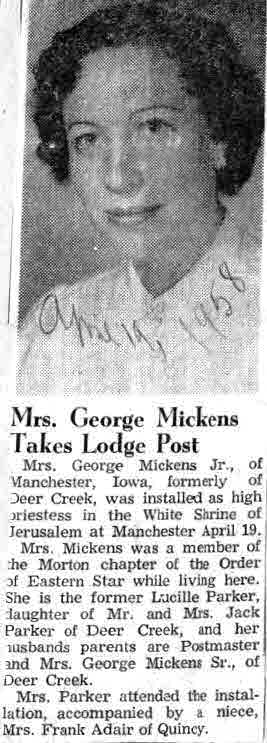 April 19, 1958
Mrs. George Mickens
Takes Lodge Post
Mrs. George Mickens Jr., of
Manchester, Iowa, formerly of
Deer Creek, was installed as high
priestess in the White Shrine of
Jerusalem at Manchester April 19.
Mrs. Mickens was a member of
the Morton chapter of the Order
of Eastern Star while living here.
She is the former Lucille Parker,
daughter of Mr. and Mrs. Jack
Parker of Deer Creek, and her
husbands parents are Postmaster
and Mrs. George Mickens Sr., of
Deer Creek.
Mrs. Parker attended the instal-
lation, accompanied by a niece,
Mrs. Frank Adair of Quincy.